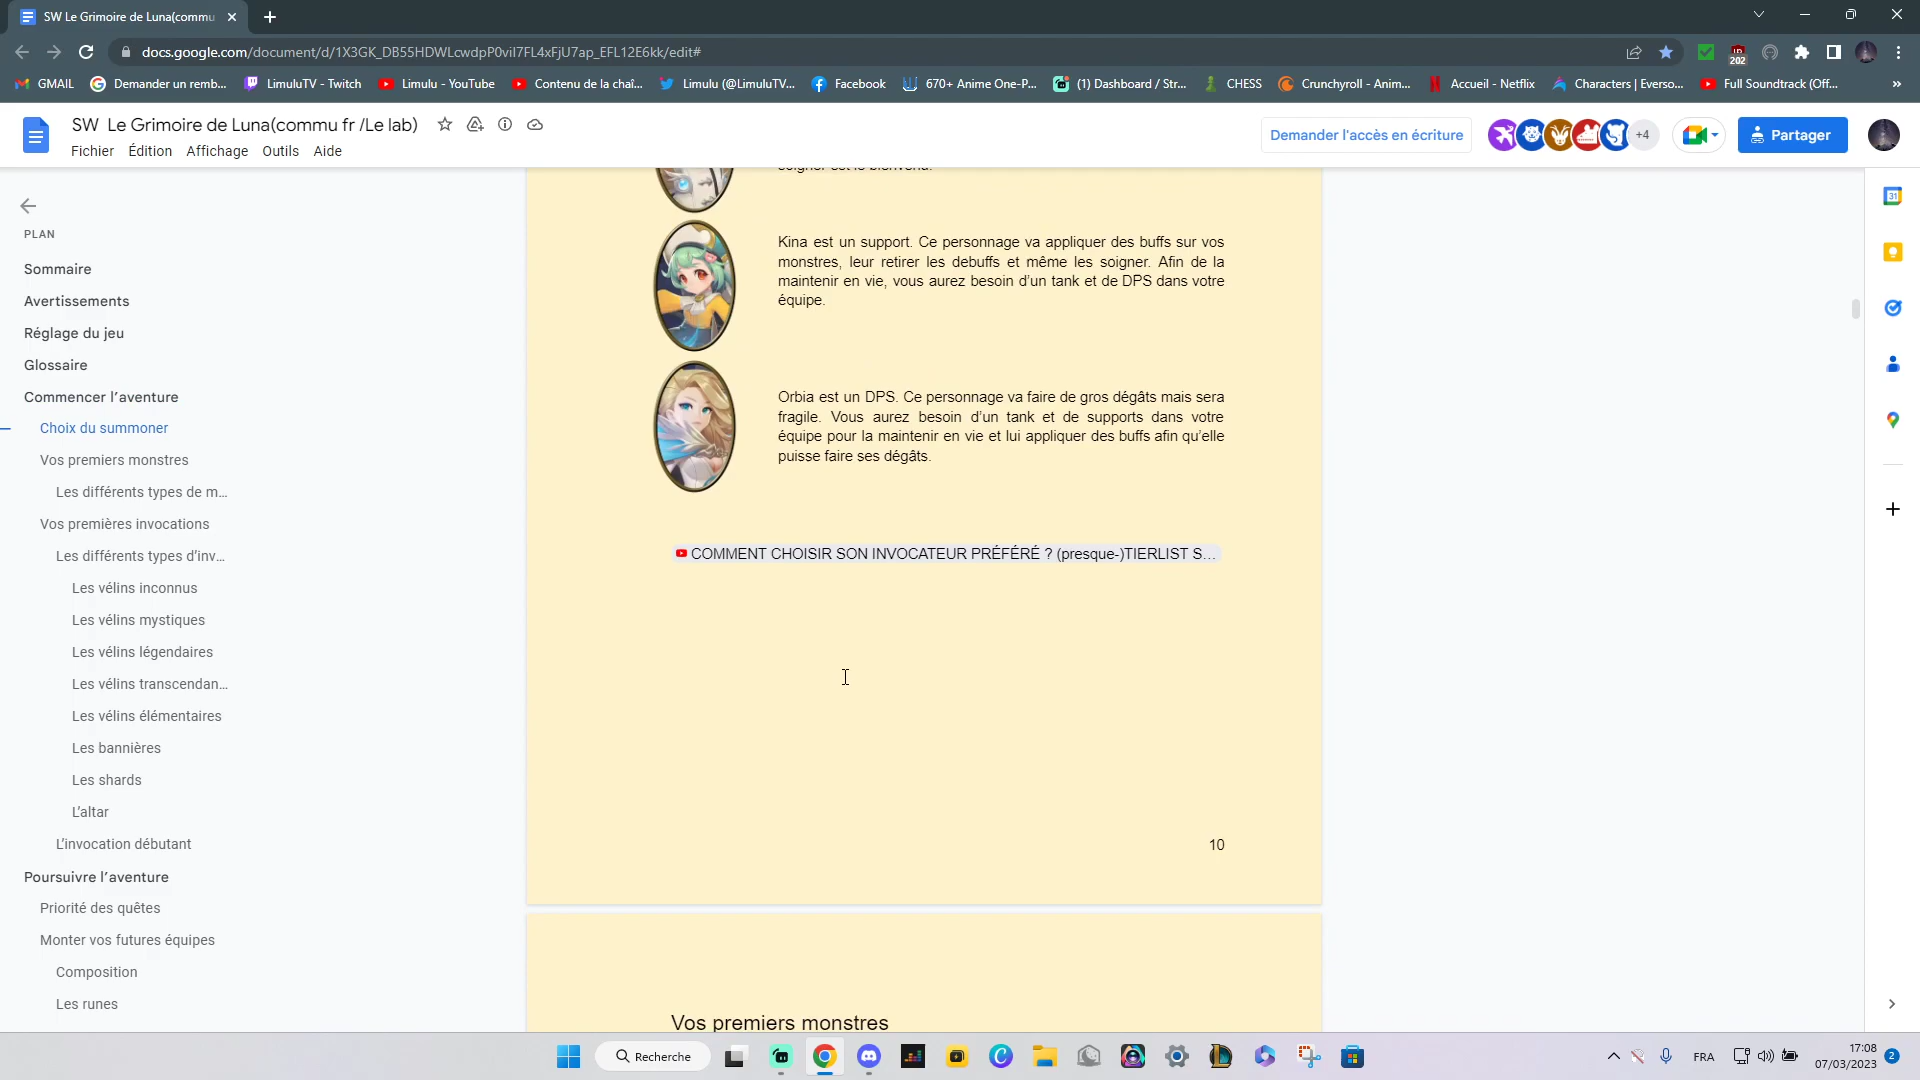 SW Le Grimoire de Luna(commu
docs.google.com/document/d/1X3GK_DB55HDWLcwdpP0viI7FL4xFjU7ap_EFL12E6kk/edit#
202
GMAIL
Demander un remb...
LimuluTV - Twitch
Limulu - YouTube
Contenu de la chaî...
Limulu (@LimuluTV...
Facebook
670+ Anime One-P...
(1) Dashboard / Str...
CHESS
Crunchyroll - Anim...
Accueil - Netflix
Characters | Everso...
Full Soundtrack (Off...
»
SW Le Grimoire de Luna(commu fr /Le lab)
Fichier Édition Affichage Outils Aide
Demander l'accès en écriture
+4
Partager
PLAN
Sommaire
Avertissements
Réglage du jeu
Glossaire
Commencer l'aventure
Choix du summoner
Vos premiers monstres
Les différents types de m...
Vos premières invocations
Les différents types d'inv...
Les vélins inconnus
Les vélins mystiques
Les vélins légendaires
Les vélins transcendan...
Les vélins élémentaires
Les bannières
Les shards
L'altar
L'invocation débutant
Poursuivre l'aventure
Priorité des quêtes
Monter vos futures équipes
Composition
Les runes
soigner est le bienvenu.
Kina est un support. Ce personnage va appliquer des buffs sur vos
monstres, leur retirer les debuffs et même les soigner. Afin de la
maintenir en vie, vous aurez besoin d'un tank et de DPS dans votre
équipe.
Orbia est un DPS. Ce personnage va faire de gros dégâts mais sera
fragile. Vous aurez besoin d'un tank et de supports dans votre
équipe pour la maintenir en vie et lui appliquer des buffs afin qu'elle
puisse faire ses dégâts.
COMMENT CHOISIR SON INVOCATEUR PRÉFÉRÉ ? (presque-)TIERLIST S...
10
Vos premiers monstres
31
Recherche
FRA
17:08
07/03/2023
2